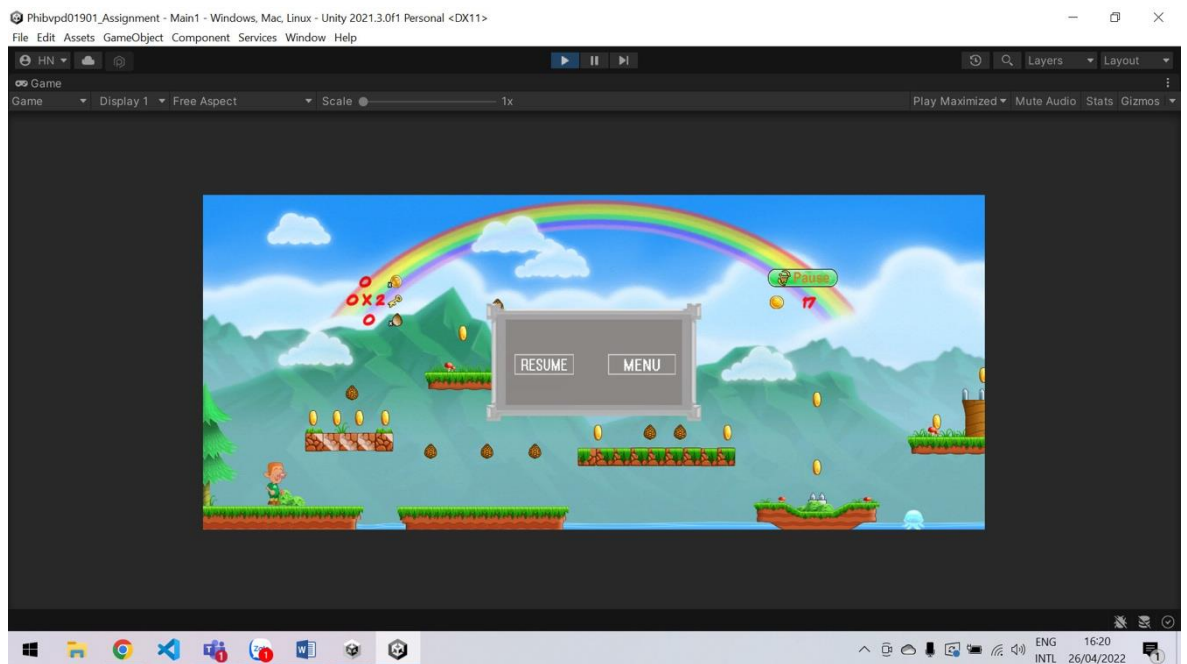 Phibvpd01901_Assignment - Main1 - Windows, Mac, Linux - Unity 2021.3.0f1 Personal <DX11>
File Edit Assets GameObject Component Services Window Help
HN Layers Layout
Game
Game Display 1 Free Aspect Scale 1x Play Maximized Mute Audio Stats Gizmos
0 Pause
0 X 2 17
0
RESUME MENU
ENG 16:20
INTL 26/04/2022